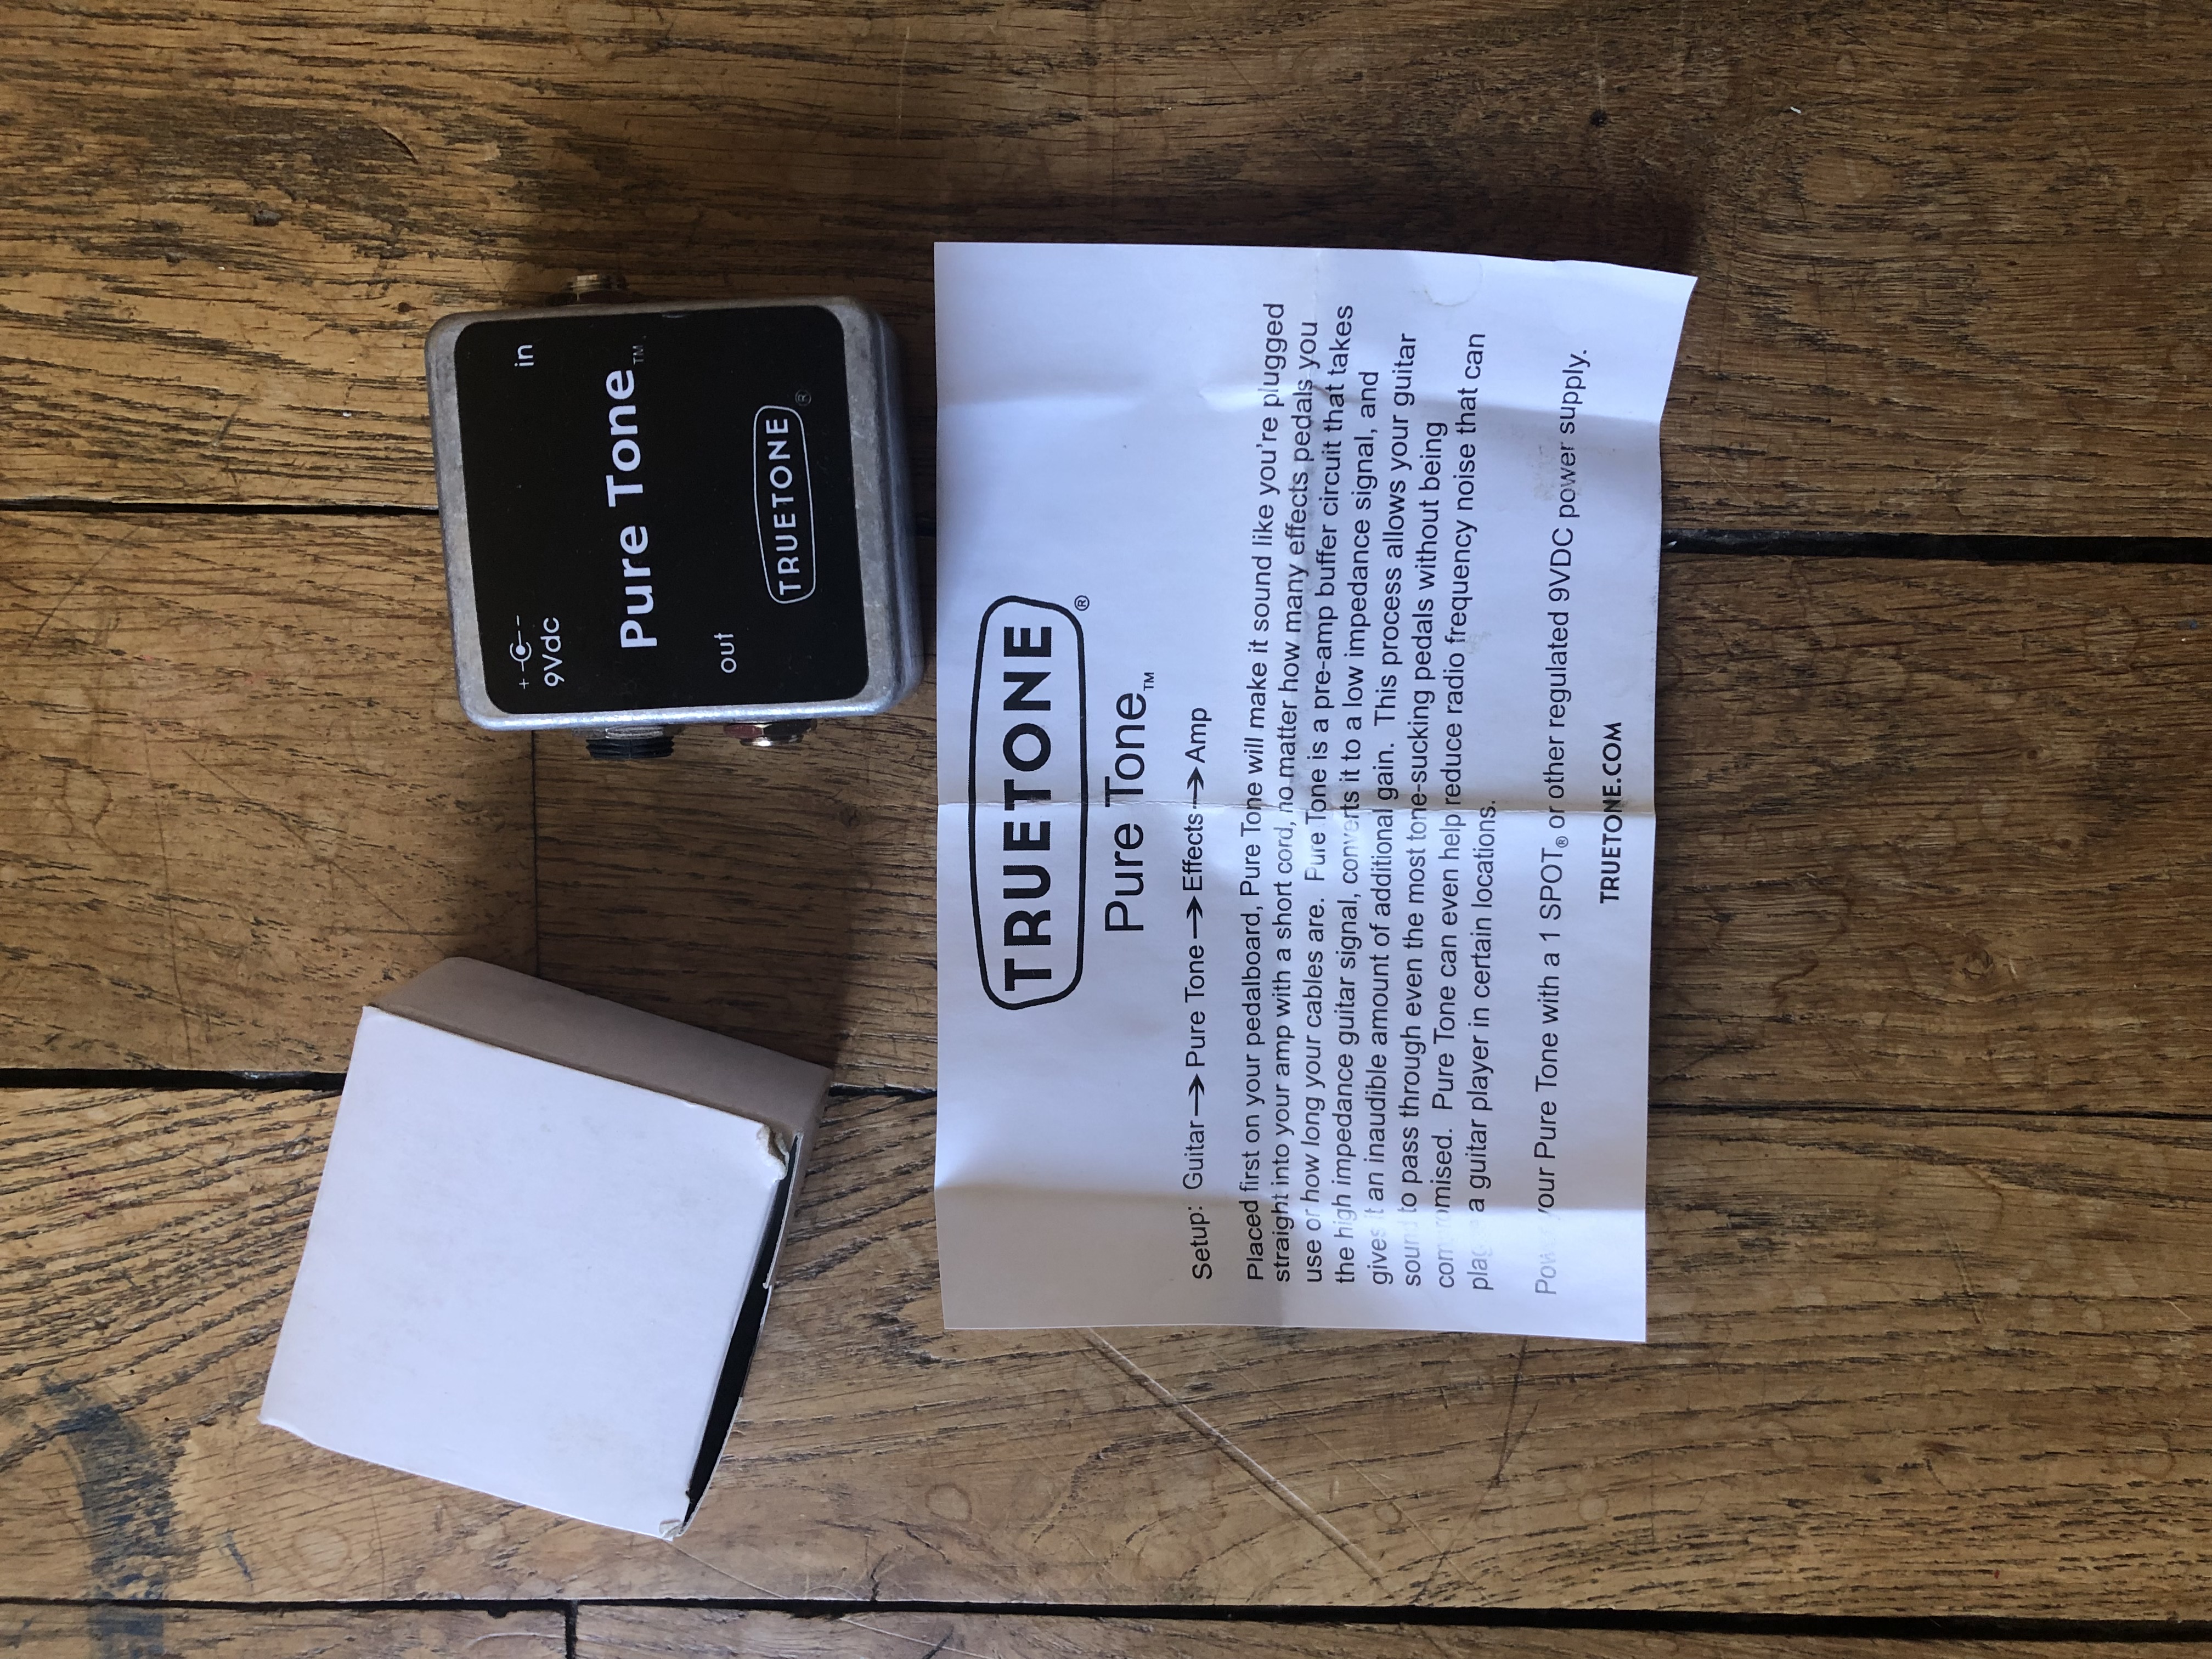 + -
9Vdc
in
Pure Tone™
out
TRUETONE®
TRUETONE®
Pure Tone™
Setup: Guitar→Pure Tone→Effects→Amp
Placed first on your pedalboard, Pure Tone will make it sound like you're plugged
straight into your amp with a short cord, no matter how many effects pedals you
use or how long your cables are. Pure Tone is a pre-amp buffer circuit that takes
the high impedance guitar signal, converts it to a low impedance signal, and
gives it an inaudible amount of additional gain. This process allows your guitar
sound to pass through even the most tone-sucking pedals without being
compromised. Pure Tone can even help reduce radio frequency noise that can
plague a guitar player in certain locations.
Power your Pure Tone with a 1 SPOT® or other regulated 9VDC power supply.
TRUETONE.COM